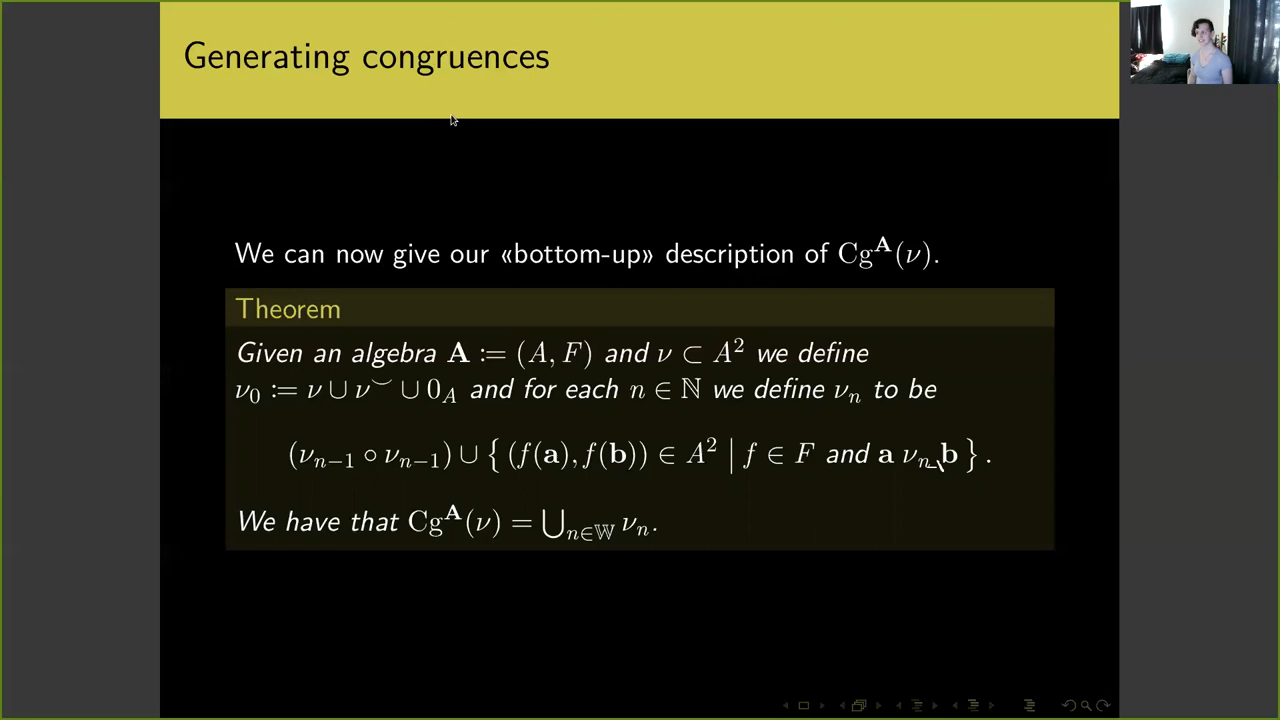 Generating congruences
We can now give our «bottom-up» description of Cg^𝐀(ν).
Theorem
Given an algebra 𝐀 ≔ (A, F) and ν ⊂ A² we define
ν₀ ≔ ν ∪ ν^⌣ ∪ 0_A and for each n ∈ ℕ we define νₙ to be
(νₙ₋₁ ∘ νₙ₋₁) ∪ { (f(𝐚), f(𝐛)) ∈ A² | f ∈ F and 𝐚 νₙ₋ 𝐛 } .
We have that Cg^𝐀(ν) = ⋃_{n∈𝕎} νₙ.